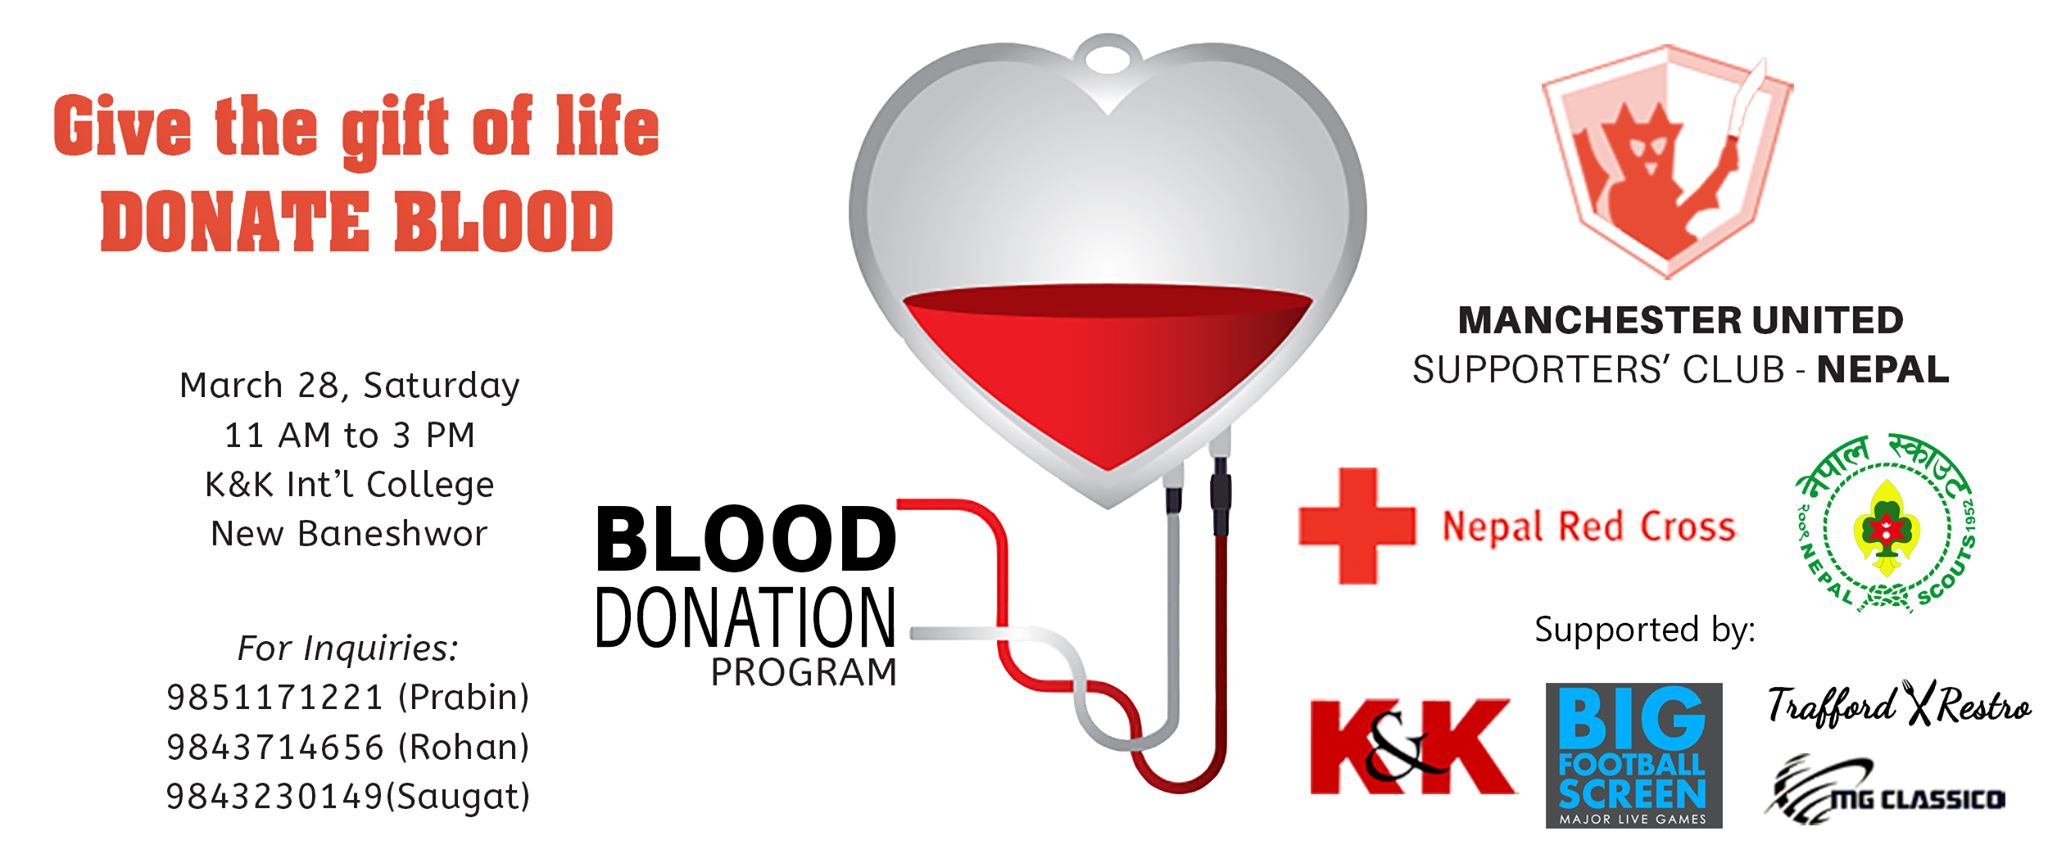 Give the gift of life
DONATE BLOOD
March 28, Saturday
11 AM to 3 PM
K&K Int'l College
New Baneshwor
For Inquiries:
9851171221 (Prabin)
9843714656 (Rohan)
9843230149(Saugat)
BLOOD
DONATION
PROGRAM
MANCHESTER UNITED
SUPPORTERS' CLUB - NEPAL
Nepal Red Cross
नेपाल स्काउट
२००९ NEPAL SCOUTS 1952
Supported by:
K&K
BIG
FOOTBALL
SCREEN
MAJOR LIVE GAMES
Trafford Restro
MG CLASSICO